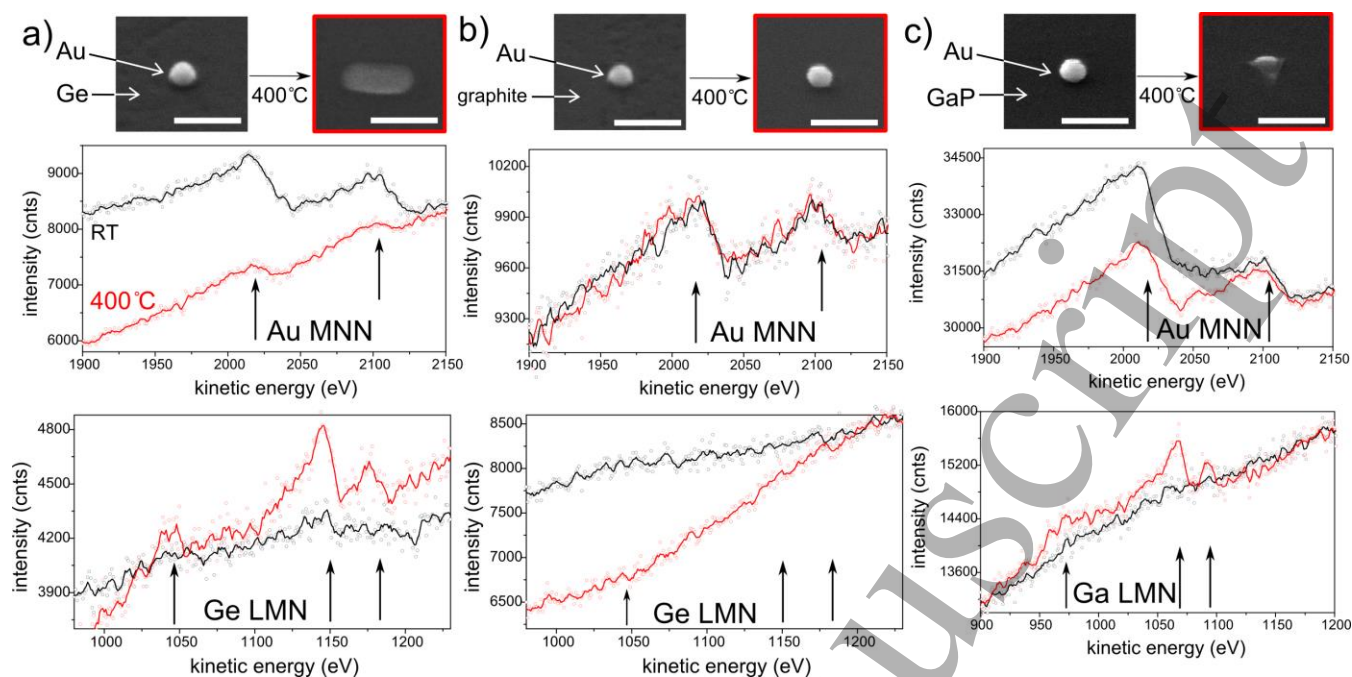 a)
Au
Ge
400°C
b)
Au
graphite
400°C
c)
Au
GaP
400°C
9000
8000
7000
6000
intensity (cnts)
RT
400°C
Au MNN
1900 1950 2000 2050 2100 2150
kinetic energy (eV)
10200
9900
9600
9300
intensity (cnts)
Au MNN
1900 1950 2000 2050 2100 2150
kinetic energy (eV)
34500
33000
31500
30000
intensity (cnts)
Au MNN
1900 1950 2000 2050 2100 2150
kinetic energy (eV)
4800
4500
4200
3900
intensity (cnts)
Ge LMN
1000 1050 1100 1150 1200
kinetic energy (eV)
8500
8000
7500
7000
6500
intensity (cnts)
Ge LMN
1000 1050 1100 1150 1200
kinetic energy (eV)
16000
15200
14400
13600
intensity (cnts)
Ga LMN
900 950 1000 1050 1100 1150 1200
kinetic energy (eV)
uscript